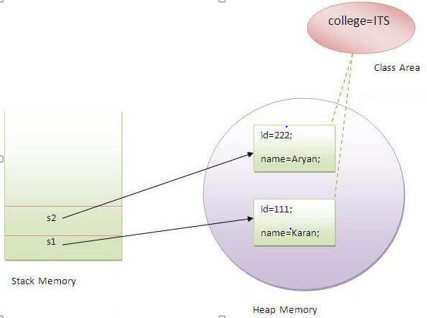 college=ITS
Class Area
id=222;
name=Aryan;
id=111;
name=Karan;
s2
s1
Stack Memory
Heap Memory